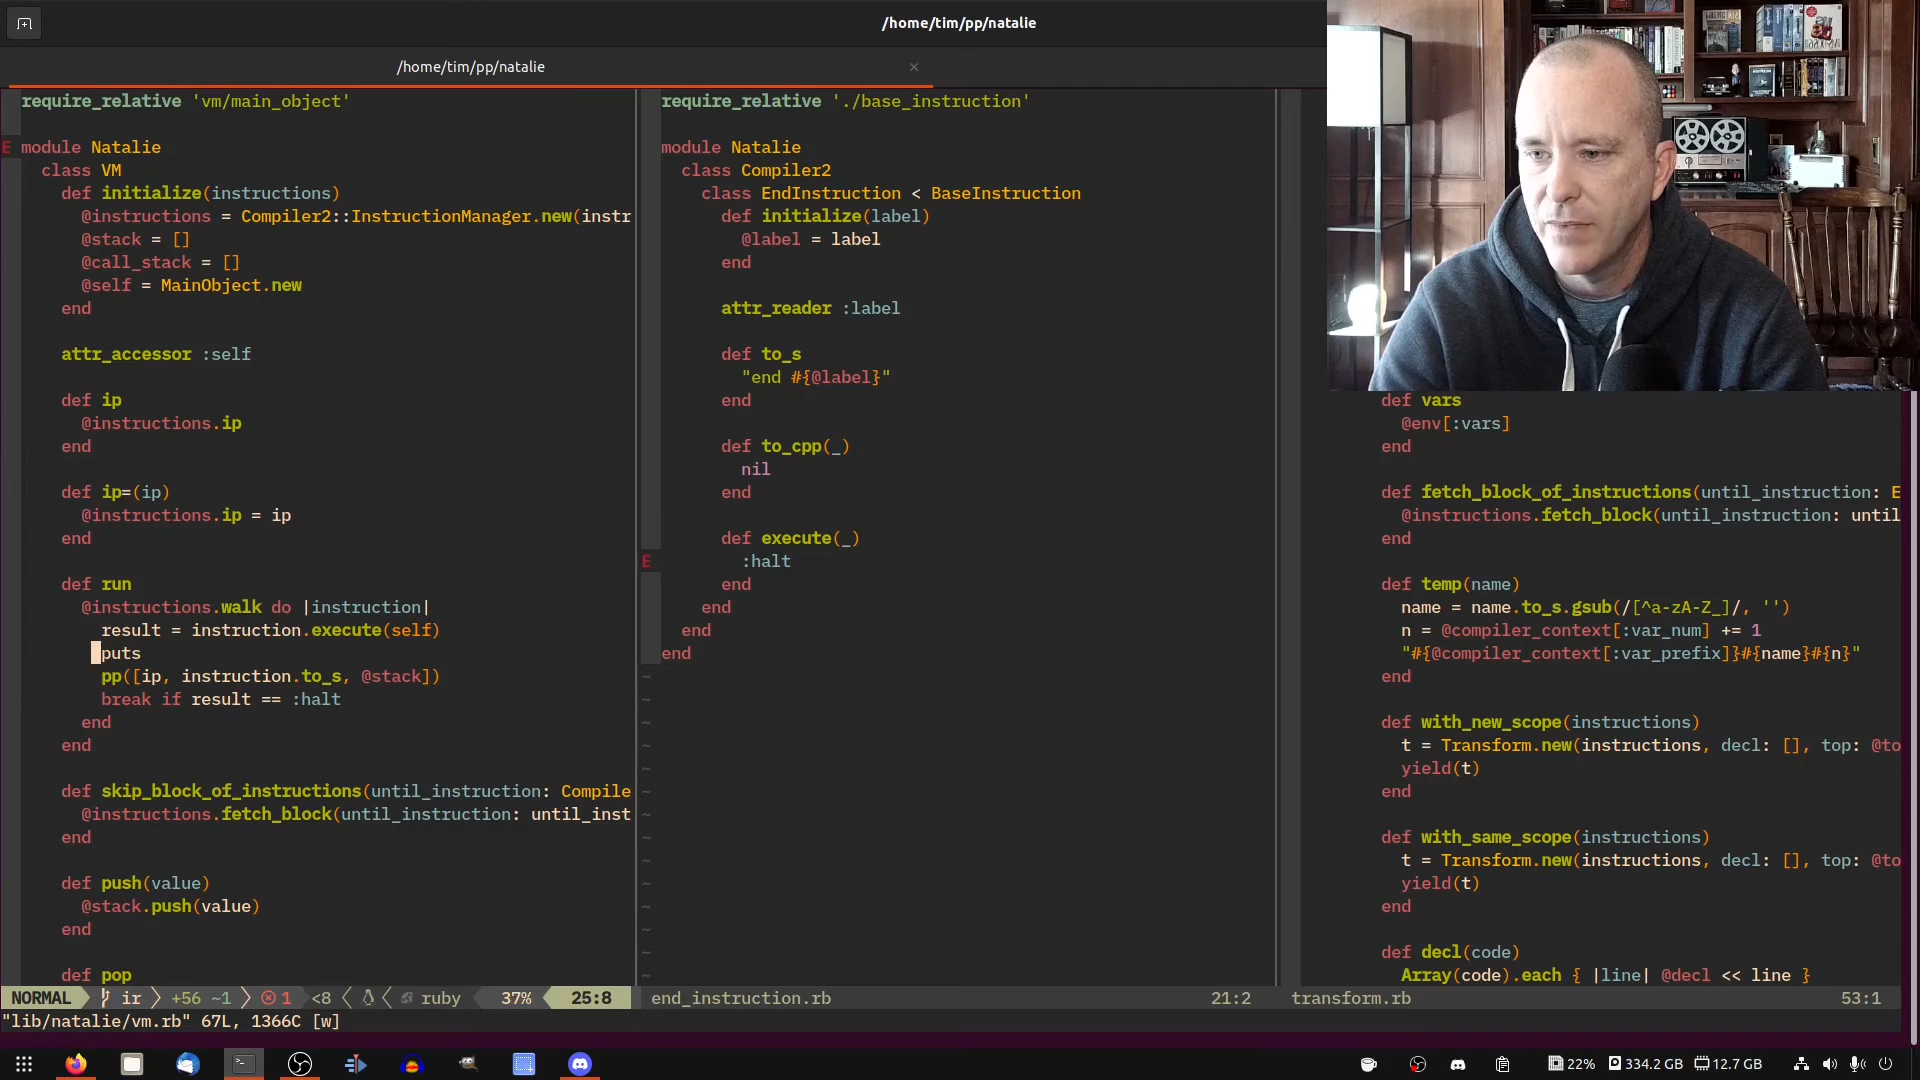 /home/tim/pp/natalie
/home/tim/pp/natalie ×
require_relative 'vm/main_object'
E module Natalie
class VM
def initialize(instructions)
@instructions = Compiler2::InstructionManager.new(instr
@stack = []
@call_stack = []
@self = MainObject.new
end
attr_accessor :self
def ip
@instructions.ip
end
def ip=(ip)
@instructions.ip = ip
end
def run
@instructions.walk do |instruction|
result = instruction.execute(self)
puts
pp([ip, instruction.to_s, @stack])
break if result == :halt
end
end
def skip_block_of_instructions(until_instruction: Compile
@instructions.fetch_block(until_instruction: until_inst
end
def push(value)
@stack.push(value)
end
def pop
require_relative './base_instruction'
module Natalie
class Compiler2
class EndInstruction < BaseInstruction
def initialize(label)
@label = label
end
attr_reader :label
def to_s
"end #{@label}"
end
def to_cpp(_)
nil
end
def execute(_)
E :halt
end
end
end
end
~
~
~
~
~
~
~
~
~
~
~
~
~
~
def vars
@env[:vars]
end
def fetch_block_of_instructions(until_instruction: E
@instructions.fetch_block(until_instruction: until
end
def temp(name)
name = name.to_s.gsub(/[^a-zA-Z_]/, '')
n = @compiler_context[:var_num] += 1
"#{@compiler_context[:var_prefix]}#{name}#{n}"
end
def with_new_scope(instructions)
t = Transform.new(instructions, decl: [], top: @to
yield(t)
end
def with_same_scope(instructions)
t = Transform.new(instructions, decl: [], top: @to
yield(t)
end
def decl(code)
Array(code).each { |line| @decl << line }
NORMAL ir +56 ~1 1 <8 ruby 37% 25:8
end_instruction.rb 21:2
transform.rb 53:1
"lib/natalie/vm.rb" 67L, 1366C [w]
22% 334.2 GB 12.7 GB